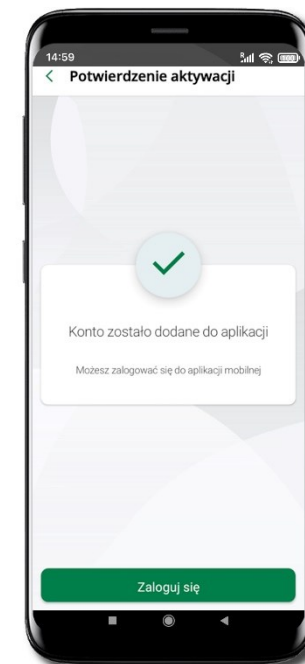 14:59
Potwierdzenie aktywacji
Konto zostało dodane do aplikacji
Możesz zalogować się do aplikacji mobilnej
Zaloguj się